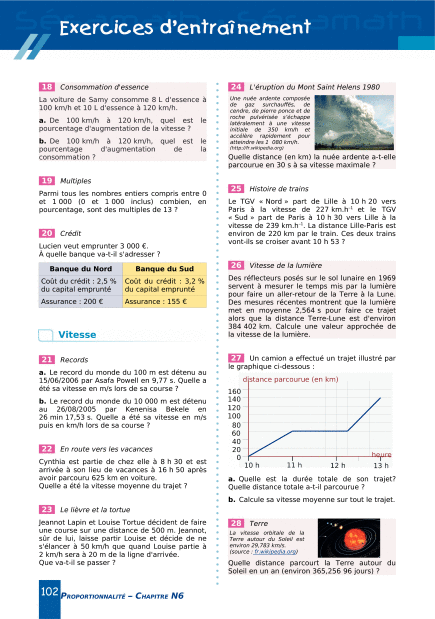 Exercices d'entraînement
18 Consommation d'essence
La voiture de Samy consomme 8 L d'essence à
100 km/h et 10 L d'essence à 120 km/h.
a. De 100 km/h à 120 km/h, quel est le
pourcentage d'augmentation de la vitesse ?
b. De 100 km/h à 120 km/h, quel est le
pourcentage d'augmentation de la
consommation ?
19 Multiples
Parmi tous les nombres entiers compris entre 0
et 1 000 (0 et 1 000 inclus) combien, en
pourcentage, sont des multiples de 13 ?
20 Crédit
Lucien veut emprunter 3 000 €.
À quelle banque va-t-il s'adresser ?
Banque du Nord Banque du Sud
Coût du crédit : 2,5 % Coût du crédit : 3,2 %
du capital emprunté du capital emprunté
Assurance : 200 € Assurance : 155 €
Vitesse
21 Records
a. Le record du monde du 100 m est détenu au
15/06/2006 par Asafa Powell en 9,77 s. Quelle a
été sa vitesse en m/s lors de sa course ?
b. Le record du monde du 10 000 m est détenu
au 26/08/2005 par Kenenisa Bekele en
26 min 17,53 s. Quelle a été sa vitesse en m/s
puis en km/h lors de sa course ?
22 En route vers les vacances
Cynthia est partie de chez elle à 8 h 30 et est
arrivée à son lieu de vacances à 16 h 50 après
avoir parcouru 625 km en voiture.
Quelle a été la vitesse moyenne du trajet ?
23 Le lièvre et la tortue
Jeannot Lapin et Louise Tortue décident de faire
une course sur une distance de 500 m. Jeannot,
sûr de lui, laisse partir Louise et décide de ne
s'élancer à 50 km/h que quand Louise partie à
2 km/h sera à 20 m de la ligne d'arrivée.
Que va-t-il se passer ?
24 L'éruption du Mont Saint Helens 1980
Une nuée ardente composée
de gaz surchauffés, de
cendre, de pierre ponce et de
roche pulvérisée s'échappe
latéralement à une vitesse
initiale de 350 km/h et
accélère rapidement pour
atteindre les 1 080 km/h.
(http://fr.wikipedia.org)
Quelle distance (en km) la nuée ardente a-t-elle
parcouru en 30 s à sa vitesse maximale ?
25 Histoire de trains
Le TGV « Nord » part de Lille à 10 h 20 vers
Paris à la vitesse de 227 km.h⁻¹ et le TGV
« Sud » part de Paris à 10 h 30 vers Lille à la
vitesse de 239 km.h⁻¹. La distance Lille-Paris est
environ de 220 km par le train. Ces deux trains
vont-ils se croiser avant 10 h 53 ?
26 Vitesse de la lumière
Des réflecteurs posés sur le sol lunaire en 1969
servent à mesurer le temps mis par la lumière
pour faire un aller-retour de la Terre à la Lune.
Des mesures récentes montrent que la lumière
met en moyenne 2,564 s pour faire ce trajet
alors que la distance Terre-Lune est d'environ
384 402 km. Calcule une valeur approchée de
la vitesse de la lumière.
27 Un camion a effectué un trajet illustré par
le graphique ci-dessous :
distance parcourue (en km)
160
140
120
100
80
60
40
20
0
heure
10 h 11 h 12 h 13 h
a. Quelle est la durée totale de son trajet?
Quelle distance totale a-t-il parcourue ?
b. Calcule sa vitesse moyenne sur tout le trajet.
28 Terre
La vitesse orbitale de la
Terre autour du Soleil est
environ 29,783 km/s.
(source : fr.wikipedia.org)
Quelle distance parcourt la Terre autour du
Soleil en un an (environ 365,256 96 jours) ?
102 Proportionnalité – Chapitre N6